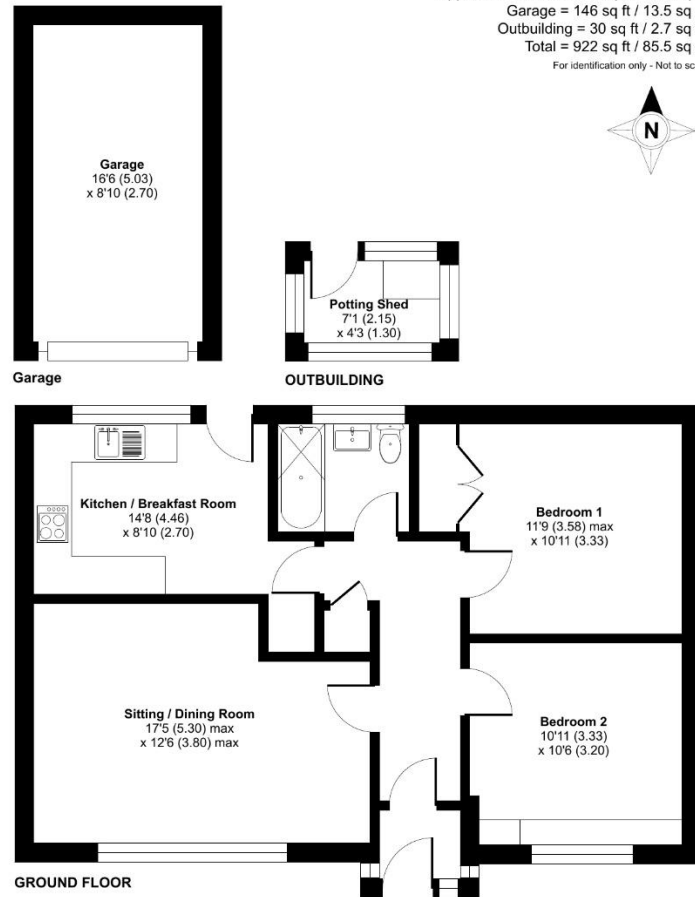 Garage = 146 sq ft / 13.5 sq
Outbuilding = 30 sq ft / 2.7 sq
Total = 922 sq ft / 85.5 sq
For identification only - Not to sc
N
Garage
16'6 (5.03)
x 8'10 (2.70)
Garage
Potting Shed
7'1 (2.15)
x 4'3 (1.30)
OUTBUILDING
Kitchen / Breakfast Room
14'8 (4.46)
x 8'10 (2.70)
Bedroom 1
11'9 (3.58) max
x 10'11 (3.33)
Sitting / Dining Room
17'5 (5.30) max
x 12'6 (3.80) max
Bedroom 2
10'11 (3.33)
x 10'6 (3.20)
GROUND FLOOR